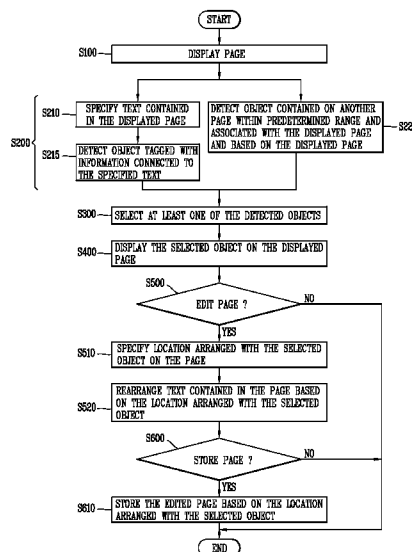 START
S100
DISPLAY PAGE
S200
S210
SPECIFY TEXT CONTAINED
IN THE DISPLAYED PAGE
S215
DETECT OBJECT TAGGED WITH
INFORMATION CONNECTED TO
THE SPECIFIED TEXT
DETECT OBJECT CONTAINED ON ANOTHER
PAGE WITHIN PREDETERMINED RANGE AND
ASSOCIATED WITH THE DISPLAYED PAGE
AND BASED ON THE DISPLAYED PAGE
S22
S300
SELECT AT LEAST ONE OF THE DETECTED OBJECTS
S400
DISPLAY THE SELECTED OBJECT ON THE DISPLAYED
PAGE
S500
EDIT PAGE ?
NO
YES
S510
SPECIFY LOCATION ARRANGED WITH THE SELECTED
OBJECT ON THE PAGE
S520
REARRANGE TEXT CONTAINED IN THE PAGE BASED
ON THE LOCATION ARRANGED WITH THE SELECTED
OBJECT
S600
STORE PAGE ?
NO
YES
S610
STORE THE EDITED PAGE BASED ON THE LOCATION
ARRANGED WITH THE SELECTED OBJECT
END